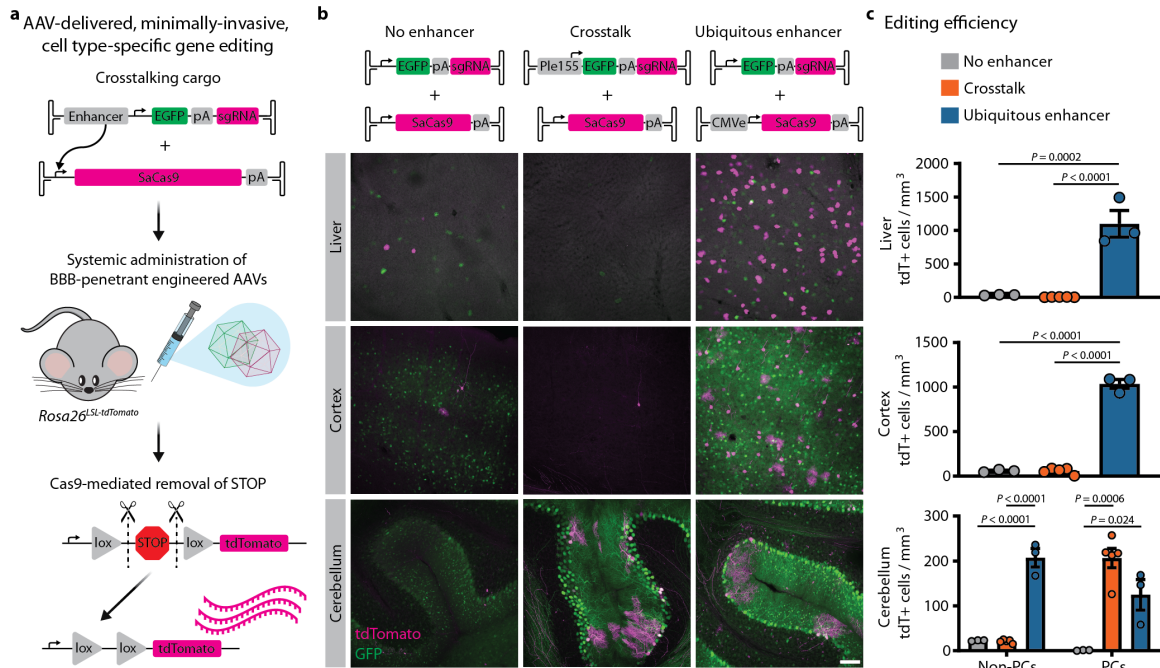 a
AAV-delivered, minimally-invasive,
cell type-specific gene editing
Crosstalking cargo
Enhancer
EGFP
pA
sgRNA
+
SaCas9
pA
Systemic administration of
BBB-penetrant engineered AAVs
Rosa26LSL-tdTomato
Cas9-mediated removal of STOP
lox
STOP
lox
tdTomato
lox
lox
tdTomato
b
No enhancer
Crosstalk
Ubiquitous enhancer
EGFP pA sgRNA
Ple155 EGFP pA sgRNA
EGFP pA sgRNA
+
+
+
SaCas9 pA
SaCas9 pA
CMVe SaCas9 pA
Liver
Cortex
Cerebellum
tdTomato
GFP
c
Editing efficiency
No enhancer
Crosstalk
Ubiquitous enhancer
Liver
tdT+ cells / mm3
2000
1500
1000
500
0
P = 0.0002
P < 0.0001
Cortex
tdT+ cells / mm3
1500
1000
500
0
P < 0.0001
P < 0.0001
Cerebellum
tdT+ cells / mm3
300
200
100
0
P < 0.0001
P < 0.0001
P = 0.0006
P = 0.024
Non-PCs
PCs